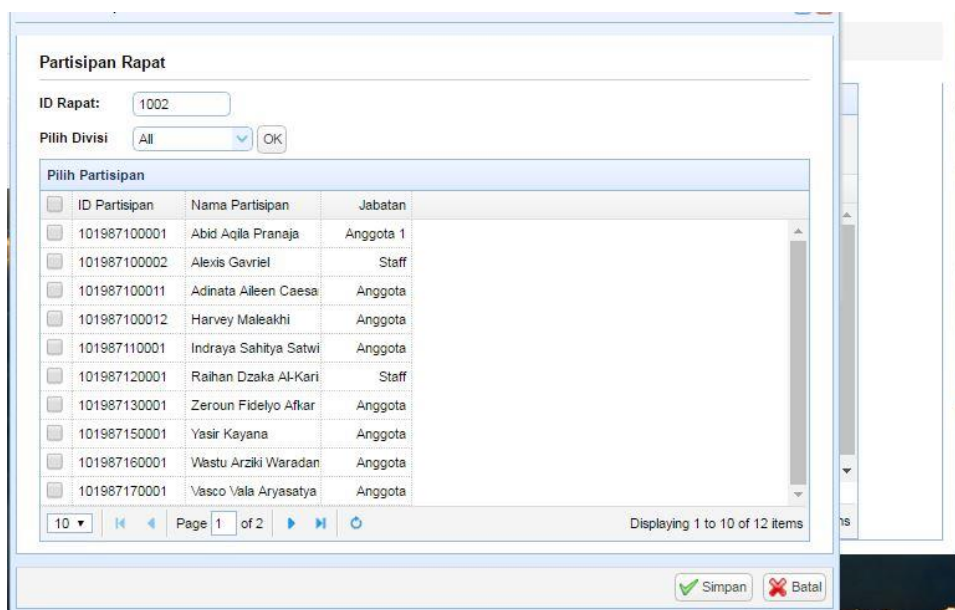 Partisipan Rapat
ID Rapat: 1002
Pilih Divisi All OK
Pilih Partisipan
ID Partisipan Nama Partisipan Jabatan
101987100001 Abid Aqila Pranaja Anggota 1
101987100002 Alexis Gavriel Staff
101987100011 Adinata Aileen Caesa Anggota
101987100012 Harvey Maleakhi Anggota
101987110001 Indraya Sahitya Satwi Anggota
101987120001 Raihan Dzaka Al-Kari Staff
101987130001 Zeroun Fidelyo Afkar Anggota
101987150001 Yasir Kayana Anggota
101987160001 Wastu Arziki Waradan Anggota
101987170001 Vasco Vala Aryasatya Anggota
10 Page 1 of 2 Displaying 1 to 10 of 12 items
Simpan Batal